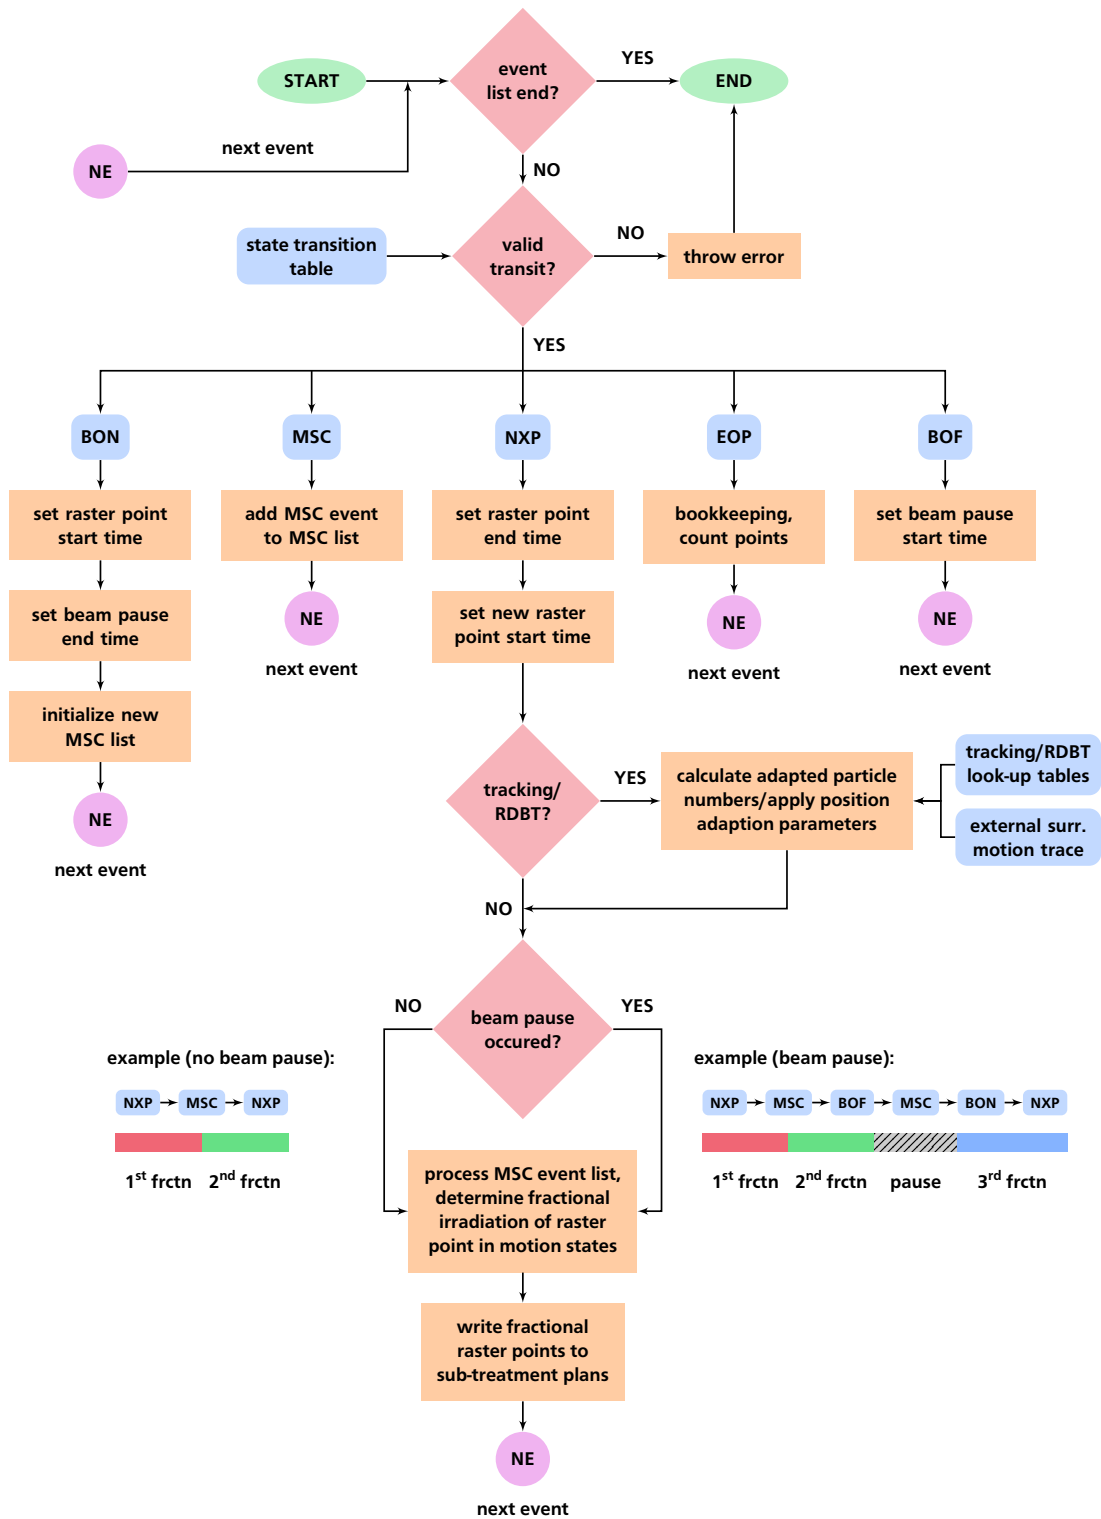 START
event
list end?
YES
END
NE
next event
NO
state transition
table
valid
transit?
NO
throw error
YES
BON
MSC
NXP
EOP
BOF
set raster point
start time
set beam pause
end time
initialize new
MSC list
NE
next event
add MSC event
to MSC list
NE
next event
set raster point
end time
set new raster
point start time
bookkeeping,
count points
NE
next event
set beam pause
start time
NE
next event
tracking/
RDBT?
YES
calculate adapted particle
numbers/apply position
adaption parameters
tracking/RDBT
look-up tables
external surr.
motion trace
NO
beam pause
occured?
NO
YES
example (no beam pause):
NXP MSC NXP
1st frctn 2nd frctn
example (beam pause):
NXP MSC BOF MSC BON NXP
1st frctn 2nd frctn pause 3rd frctn
process MSC event list,
determine fractional
irradiation of raster
point in motion states
write fractional
raster points to
sub-treatment plans
NE
next event